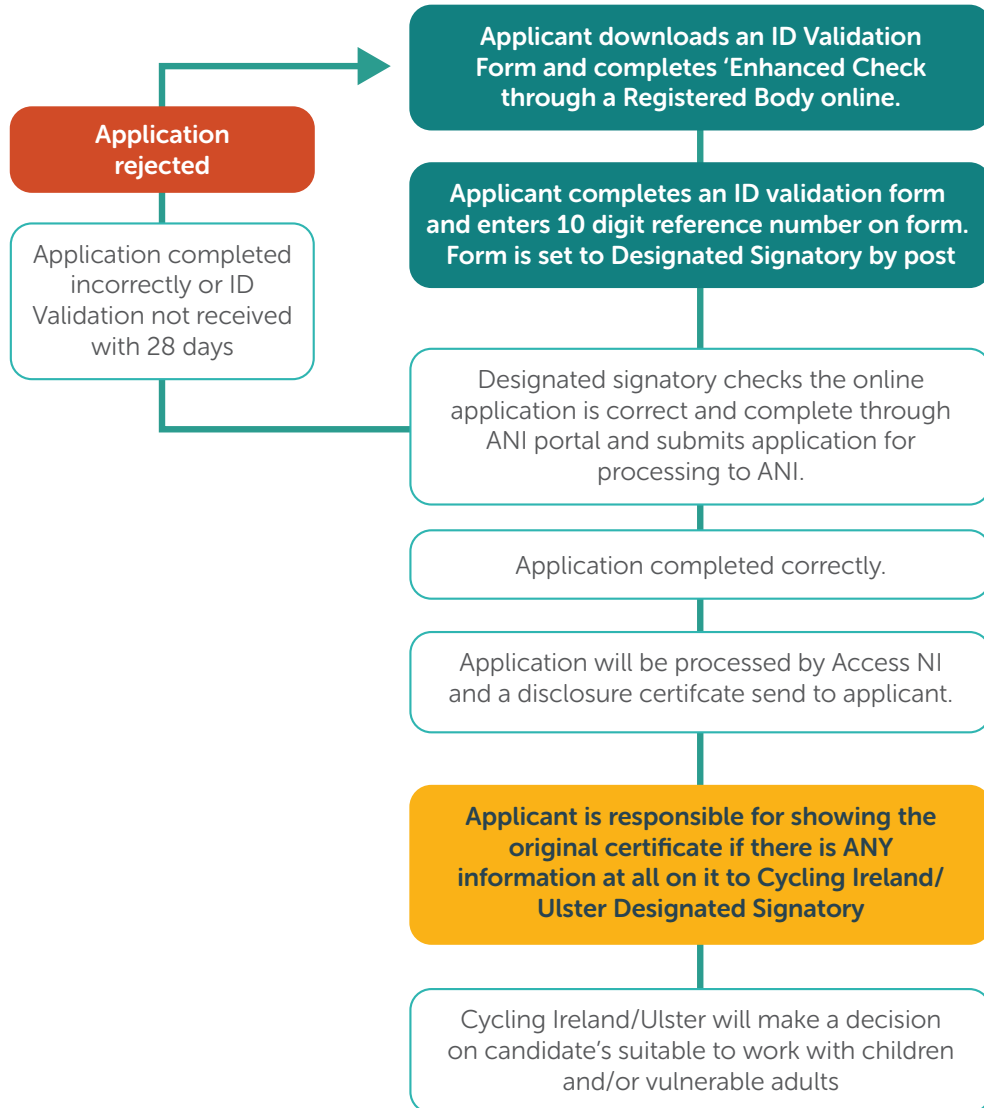 Applicant downloads an ID Validation
Form and completes ‘Enhanced Check
through a Registered Body online.
Application
rejected
Applicant completes an ID validation form
and enters 10 digit reference number on form.
Form is set to Designated Signatory by post
Application completed
incorrectly or ID
Validation not received
with 28 days
Designated signatory checks the online
application is correct and complete through
ANI portal and submits application for
processing to ANI.
Application completed correctly.
Application will be processed by Access NI
and a disclosure certifcate send to applicant.
Applicant is responsible for showing the
original certificate if there is ANY
information at all on it to Cycling Ireland/
Ulster Designated Signatory
Cycling Ireland/Ulster will make a decision
on candidate’s suitable to work with children
and/or vulnerable adults